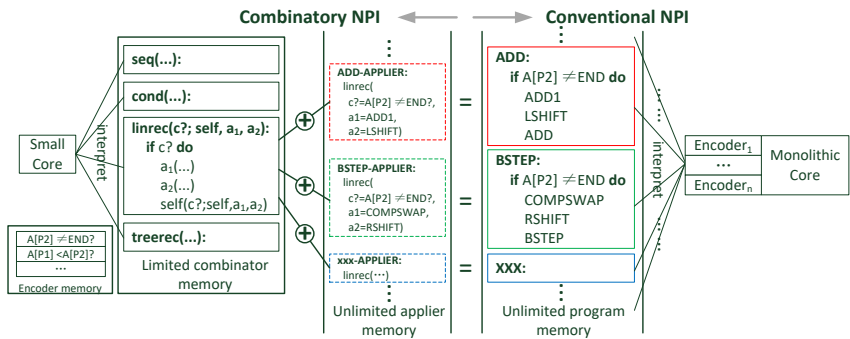 Combinatory NPI
Conventional NPI
Small
Core
interpret
A[P2] ≠END?
A[P1] <A[P2]?
...
Encoder memory
seq(...):
cond(...):
linrec(c?; self, a1, a2):
if c? do
a1(...)
a2(...)
self(c?;self,a1,a2)
treerec(...):
Limited combinator
memory
ADD-APPLIER:
linrec(
c?=A[P2] ≠END?,
a1=ADD1,
a2=LSHIFT)
BSTEP-APPLIER:
linrec(
c?=A[P2] ≠END?,
a1=COMPSWAP,
a2=RSHIFT)
xxx-APPLIER:
linrec(⋯)
Unlimited applier
memory
=
=
=
ADD:
if A[P2] ≠END do
ADD1
LSHIFT
ADD
BSTEP:
if A[P2] ≠END do
COMPSWAP
RSHIFT
BSTEP
XXX:
Unlimited program
memory
interpret
Encoder1
...
Encodern
Monolithic
Core